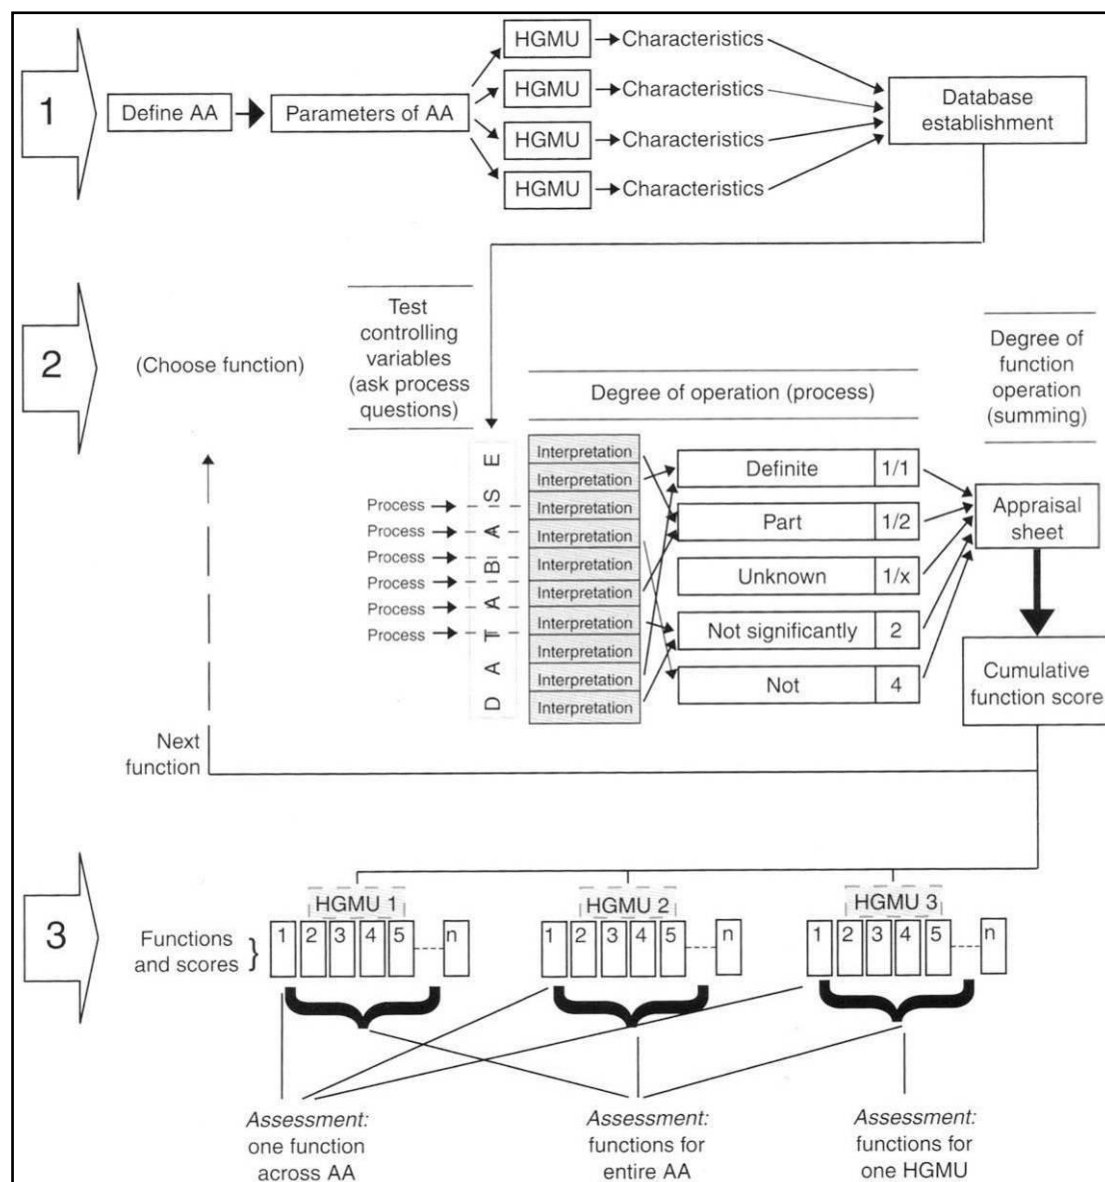 1
Define AA
Parameters of AA
HGMU
Characteristics
HGMU
Characteristics
HGMU
Characteristics
HGMU
Characteristics
Database
establishment
2
(Choose function)
Test
controlling
variables
(ask process
questions)
Degree of operation (process)
Degree of
function
operation
(summing)
DATABASE
Process
Process
Process
Process
Process
Process
Interpretation
Interpretation
Interpretation
Interpretation
Interpretation
Interpretation
Interpretation
Interpretation
Interpretation
Interpretation
Definite 1/1
Part 1/2
Unknown 1/x
Not significantly 2
Not 4
Appraisal
sheet
Cumulative
function score
Next
function
3
Functions
and scores
HGMU 1
1 2 3 4 5 n
HGMU 2
1 2 3 4 5 n
HGMU 3
1 2 3 4 5 n
Assessment:
one function
across AA
Assessment:
functions for
entire AA
Assessment:
functions for
one HGMU